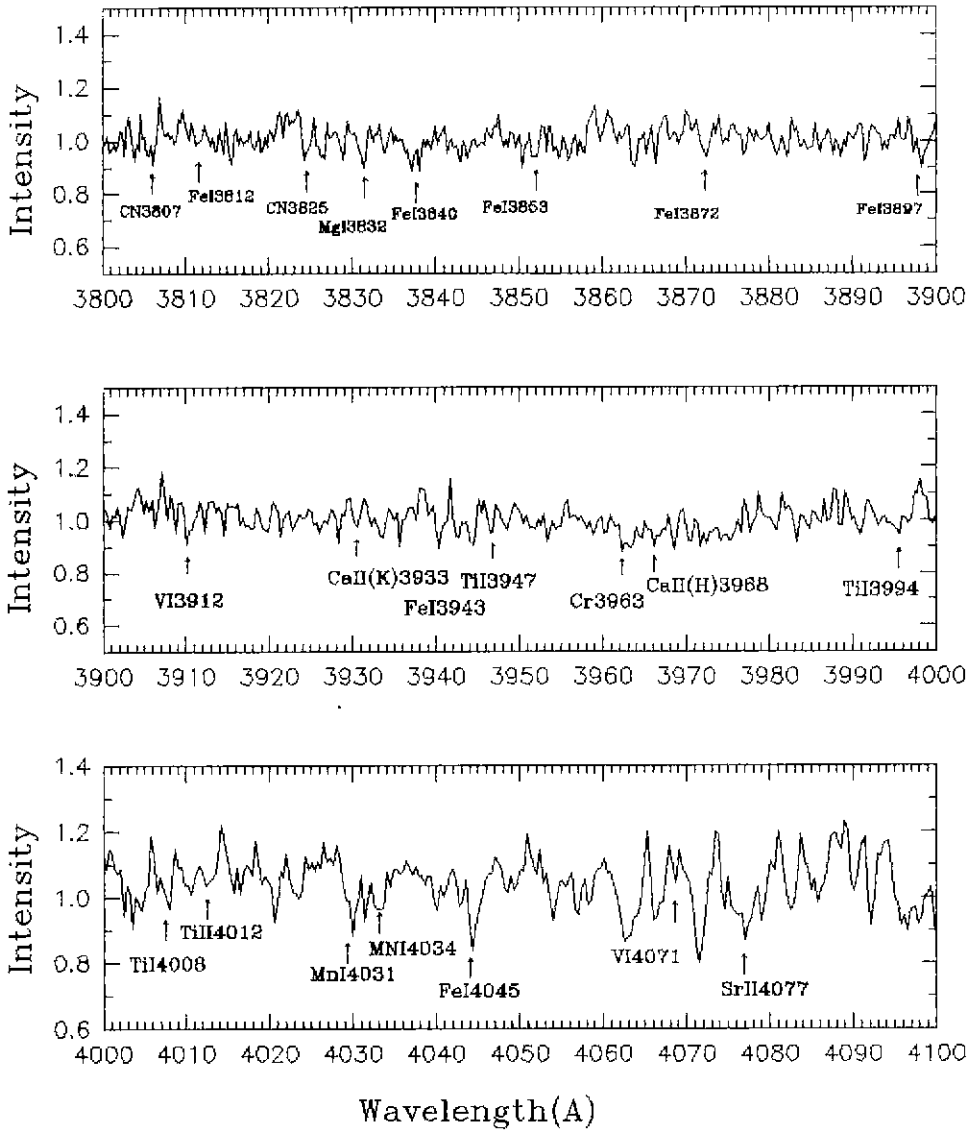 1.4
1.2
1.0
0.8
0.6
Intensity
CN3807 FeI3812 CN3825 MgI3832 FeI3840 FeI3853 FeI3872 FeI3897
3800 3810 3820 3830 3840 3850 3860 3870 3880 3890 3900
1.4
1.2
1.0
0.8
0.6
Intensity
VI3912 CaII(K)3933 FeI3943 TiI3947 Cr3963 CaII(H)3968 TiI3994
3900 3910 3920 3930 3940 3950 3960 3970 3980 3990 4000
1.4
1.2
1.0
0.8
0.6
Intensity
TiI4008 TiII4012 MnI4031 MNI4034 FeI4045 VI4071 SrII4077
4000 4010 4020 4030 4040 4050 4060 4070 4080 4090 4100
Wavelength(A)